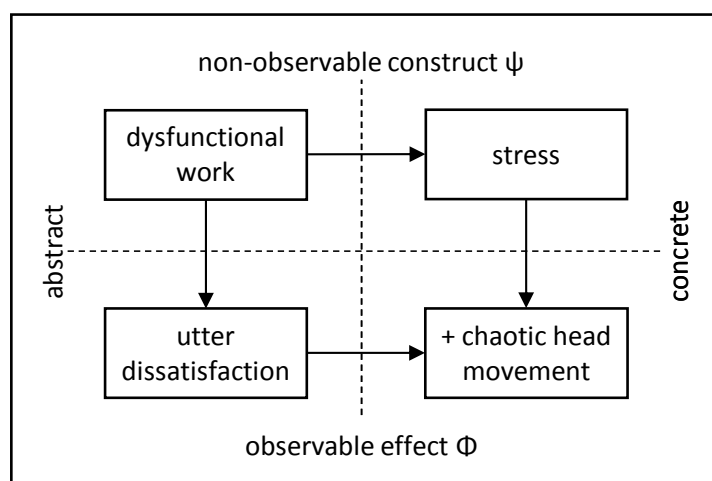 non-observable construct ψ
dysfunctional
work
stress
abstract
concrete
utter
dissatisfaction
+ chaotic head
movement
observable effect Φ